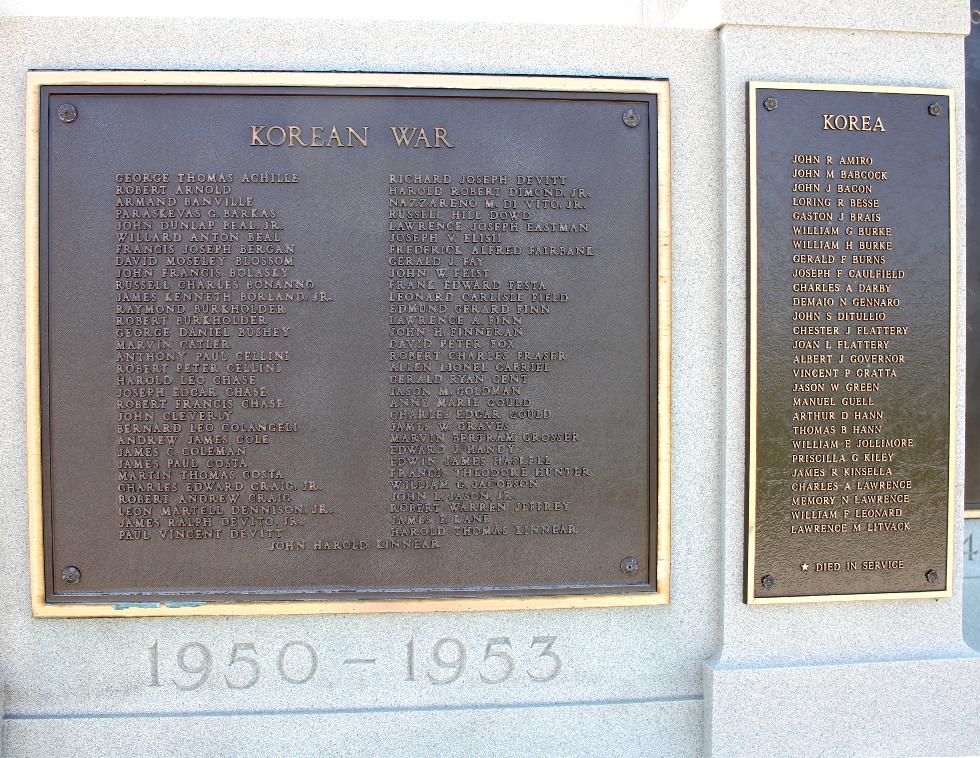 KOREAN WAR
GEORGE THOMAS ACHILLE
ROBERT ARNOLD
ARMAND BANVILLE
PARASKEVAS G. BARKAS
JOHN DUNLAP BEAL, JR.
WILLARD ANTON BEAL
FRANCIS JOSEPH BERGAN
DAVID MOSELEY BLOSSOM
JOHN FRANCIS BOLASKY
RUSSELL CHARLES BONANNO
JAMES KENNETH BORLAND, JR.
RAYMOND BURKHOLDER
ROBERT BURKHOLDER
GEORGE DANIEL BUSHEY
MARVIN CATLER
ANTHONY PAUL CELLINI
ROBERT PETER CELLINI
HAROLD LEO CHASE
JOSEPH EDGAR CHASE
ROBERT FRANCIS CHASE
JOHN CLEVERLY
BERNARD LEO COLANGELI
ANDREW JAMES COLE
JAMES C. COLEMAN
JAMES PAUL COSTA
MARTIN THOMAS COSTA
CHARLES EDWARD CRAIG, JR.
ROBERT ANDREW CRAIG
LEON MARTELL DENNISON, JR.
JAMES RALPH DEVITO, JR.
PAUL VINCENT DEVITT
RICHARD JOSEPH DEVITT
HAROLD ROBERT DIMOND, JR.
NAZZARENO M. DI VITO, JR.
RUSSELL HILL DOWD
LAWRENCE JOSEPH EASTMAN
JOSEPH V. ELISII
FREDERICK ALFRED FAIRBANK
GERALD J. FAY
JOHN W. FEIST
FRANK EDWARD FESTA
LEONARD CARLISLE FIELD
EDMUND GERARD FINN
LAWRENCE A. FINN
JOHN H. FINNERAN
DAVID PETER FOX
ROBERT CHARLES FRASER
ALLEN LIONEL GABRIEL
GERALD RYAN GENT
JASON M. GOLDMAN
ANNE MARIE GOULD
CHARLES EDGAR GOULD
JAMES W. GRAVES
MARVIN BERTRAM GROSSER
EDWARD J. HANDY
EDWIN JAMES HASKELL
FRANCIS THEODORE HUNTER
WILLIAM C. JACOBSON
JOHN L. JASON, JR.
ROBERT WARREN JEFFREY
JAMES F. KANE
HAROLD THOMAS KINNEAR
JOHN HAROLD KINNEAR
1950 – 1953
KOREA
JOHN R AMIRO
JOHN M BABCOCK
JOHN J BACON
LORING R BESSE
GASTON J BRAIS
WILLIAM G BURKE
WILLIAM H BURKE
GERALD F BURNS
JOSEPH F CAULFIELD
CHARLES A DARBY
DEMAIO N GENNARO
JOHN S DITULLIO
CHESTER J FLATTERY
JOAN L FLATTERY
ALBERT J GOVERNOR
VINCENT P GRATTA
JASON W GREEN
MANUEL GUELL
ARTHUR D HANN
THOMAS B HANN
WILLIAM E JOLLIMORE
PRISCILLA G KILEY
JAMES R KINSELLA
CHARLES A LAWRENCE
MEMORY N LAWRENCE
WILLIAM F LEONARD
LAWRENCE M LITVACK
★ DIED IN SERVICE